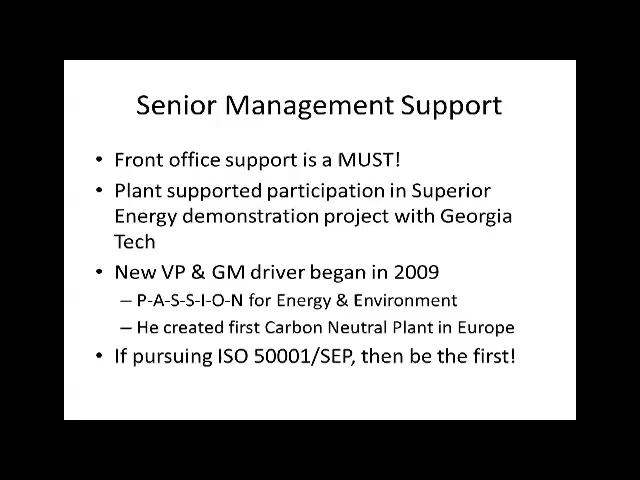 Senior Management Support
• Front office support is a MUST!
• Plant supported participation in Superior
Energy demonstration project with Georgia
Tech
• New VP & GM driver began in 2009
– P-A-S-S-I-O-N for Energy & Environment
– He created first Carbon Neutral Plant in Europe
• If pursuing ISO 50001/SEP, then be the first!